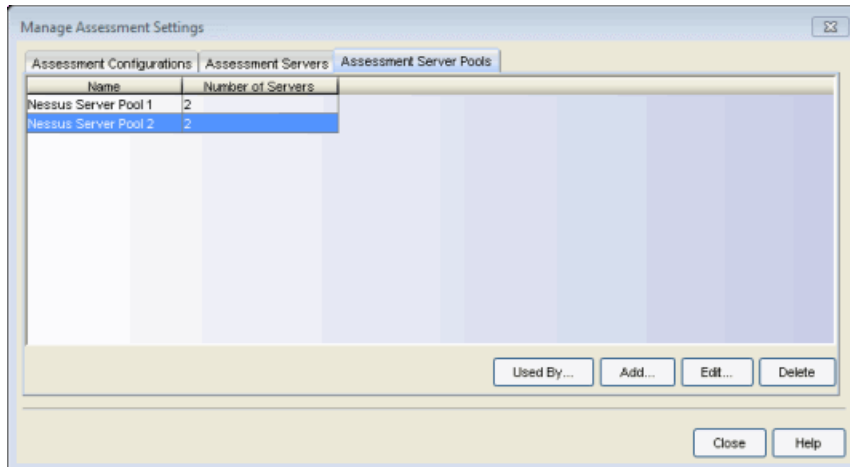 Manage Assessment Settings
Assessment Configurations Assessment Servers Assessment Server Pools
Name Number of Servers
Nessus Server Pool 1 2
Nessus Server Pool 2 2
Used By... Add... Edit... Delete
Close Help